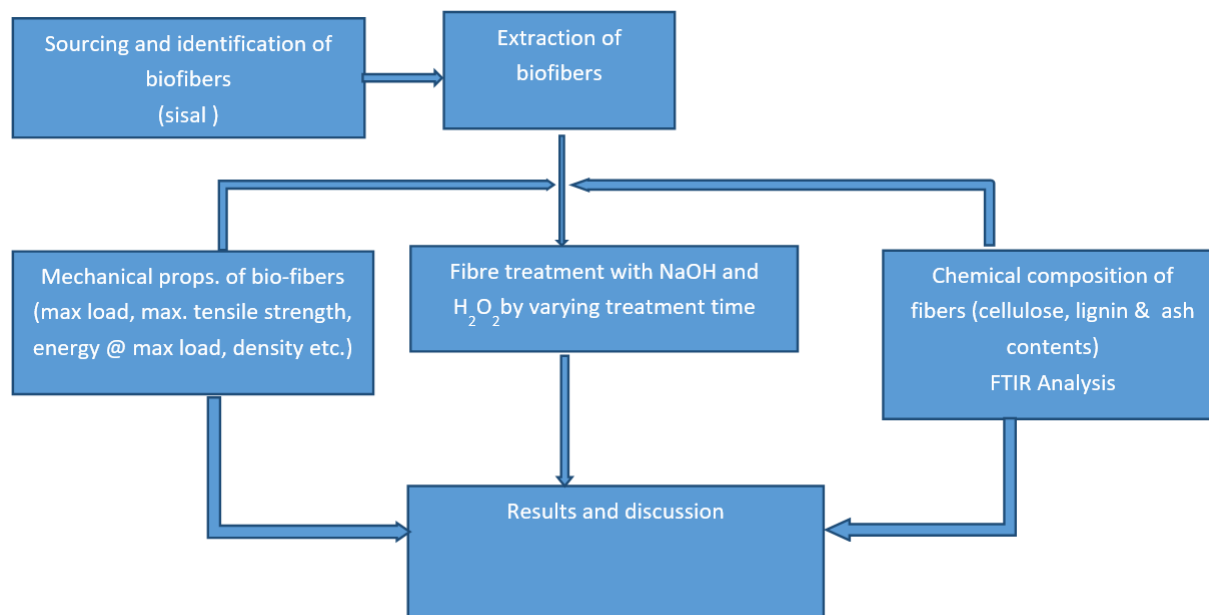 Sourcing and identification of
biofibers
(sisal )
Extraction of
biofibers
Mechanical props. of bio-fibers
(max load, max. tensile strength,
energy @ max load, density etc.)
Fibre treatment with NaOH and
H₂O₂ by varying treatment time
Chemical composition of
fibers (cellulose, lignin & ash
contents)
FTIR Analysis
Results and discussion